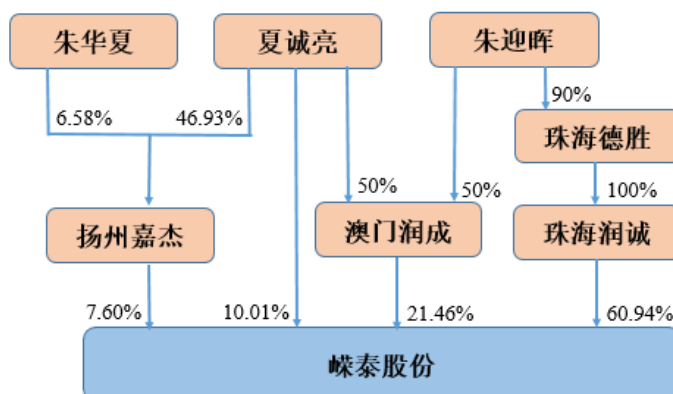 朱华夏
夏诚亮
朱迎晖
6.58%
46.93%
90%
珠海德胜
50%
50%
100%
扬州嘉杰
澳门润成
珠海润诚
7.60%
10.01%
21.46%
60.94%
嵘泰股份